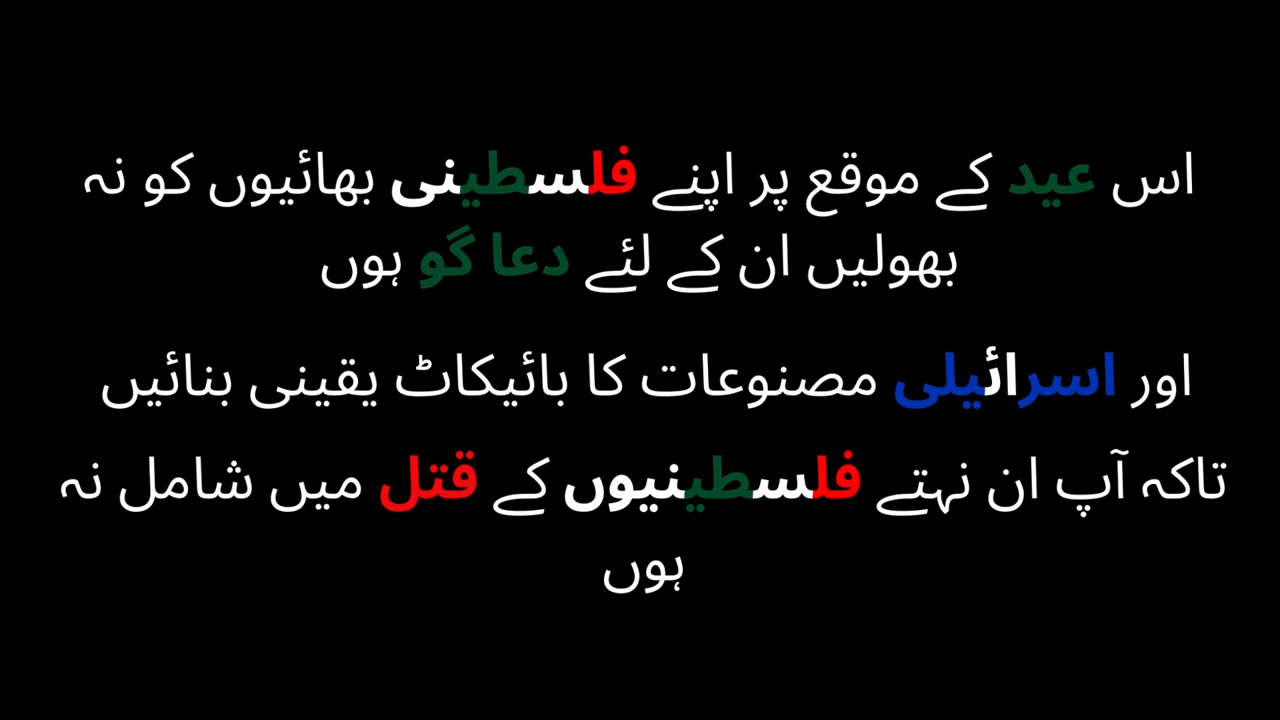 اس عید کے موقع پر اپنے فلسطینی بھائیوں کو نہ
بھولیں ان کے لئے دعا گو ہوں
اور اسرائیلی مصنوعات کا بائیکاٹ یقینی بنائیں
تاکہ آپ ان نہتے فلسطینیوں کے قتل میں شامل نہ
ہوں